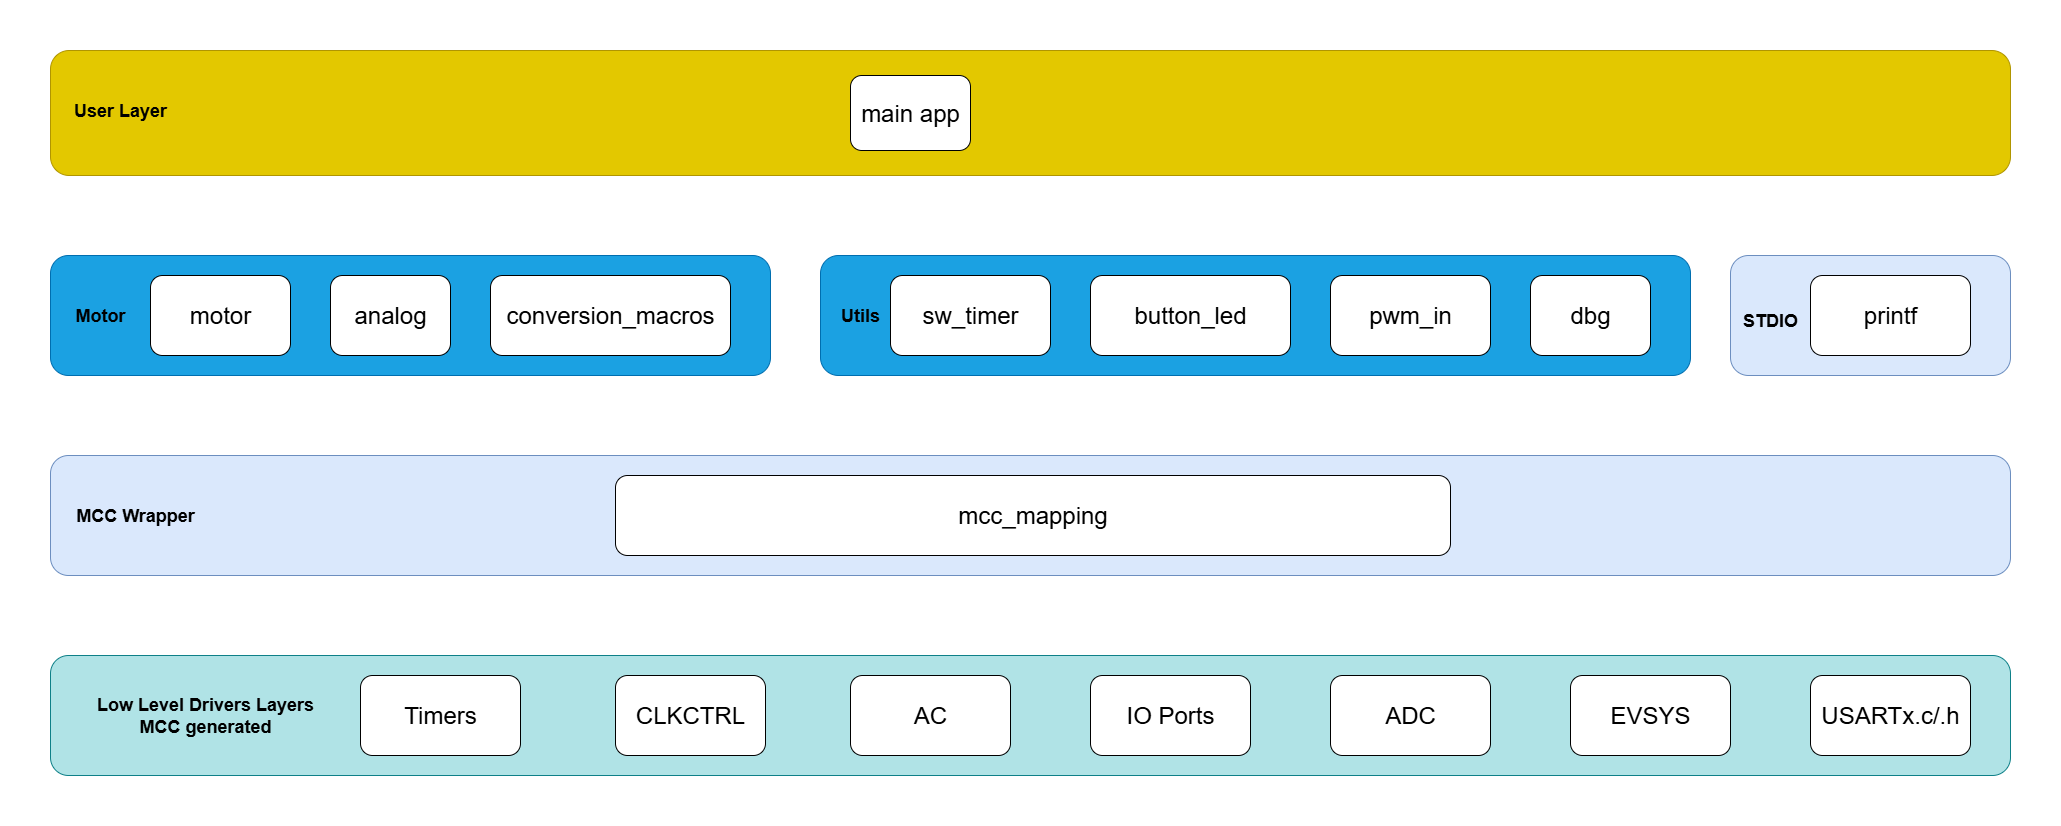 User Layer
main app
Motor
motor
analog
conversion_macros
Utils
sw_timer
button_led
pwm_in
dbg
STDIO
printf
MCC Wrapper
mcc_mapping
Low Level Drivers Layers
MCC generated
Timers
CLKCTRL
AC
IO Ports
ADC
EVSYS
USARTx.c/.h